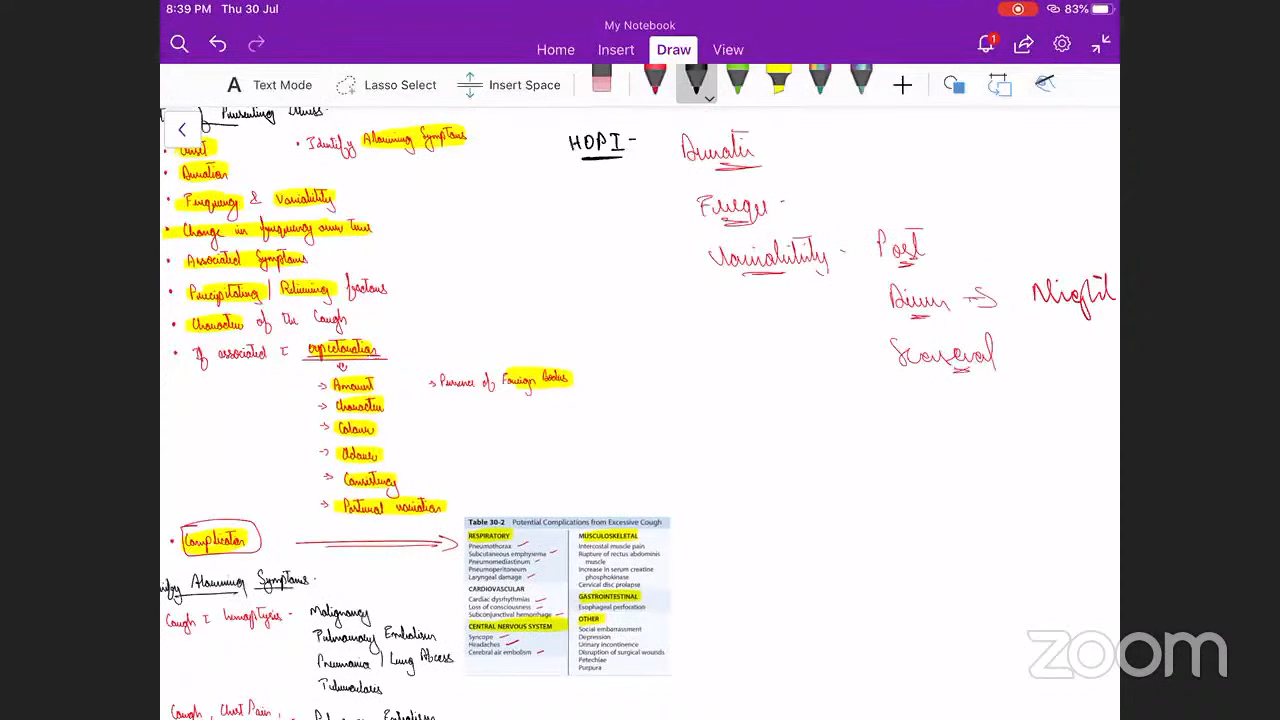 8:39 PM Thu 30 Jul
83%
My Notebook
Home Insert Draw View
1
A Text Mode Lasso Select Insert Space
Presenting Illness
Onset
Duration
Frequency & Variability
Change in frequency over time
Associated Symptoms
Precipitating / Relieving factors
Character of the Cough
If associated c expectoration
→ Amount
→ Character
→ Colour
→ Odour
→ Consistency
→ Postural variation
• Identify Alarming Symptoms
→ Presence of Foreign Bodies
Complication
Alarming Symptoms
Cough c hemoptysis - Malignancy
Pulmonary Embolism
Pneumonia / Lung Abscess
Tuberculosis
Cough, Chest Pain,
Table 30-2 Potential Complications from Excessive Cough
RESPIRATORY
Pneumothorax
Subcutaneous emphysema
Pneumomediastinum
Pneumoperitoneum
Laryngeal damage
CARDIOVASCULAR
Cardiac dysrhythmias
Loss of consciousness
Subconjunctival hemorrhage
CENTRAL NERVOUS SYSTEM
Syncope
Headaches
Cerebral air embolism
MUSCULOSKELETAL
Intercostal muscle pain
Rupture of rectus abdominis
muscle
Increase in serum creatine
phosphokinase
Cervical disc prolapse
GASTROINTESTINAL
Esophageal perforation
OTHER
Social embarrassment
Depression
Urinary incontinence
Disruption of surgical wounds
Petechiae
Purpura
HOPI -
Frequ -
Variability - Post
Diurn → Night
zoom